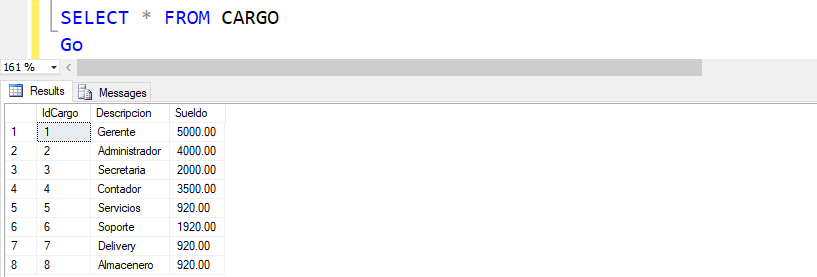 SELECT * FROM CARGO
Go
161 %
Results Messages
IdCargo Descripcion Sueldo
1 1 Gerente 5000.00
2 2 Administrador 4000.00
3 3 Secretaria 2000.00
4 4 Contador 3500.00
5 5 Servicios 920.00
6 6 Soporte 1920.00
7 7 Delivery 920.00
8 8 Almacenero 920.00